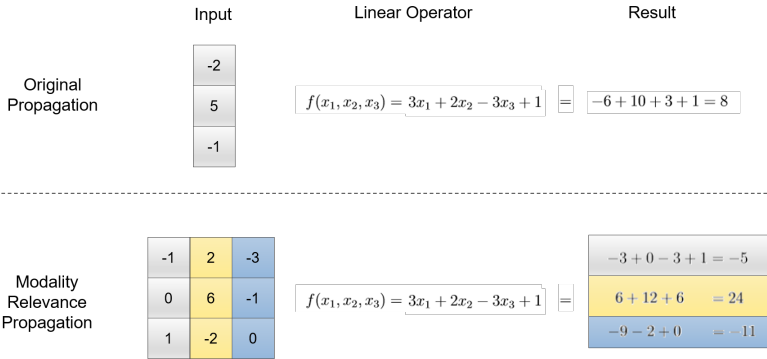 Input Linear Operator Result
Original
Propagation
-2
5
-1
f(x₁, x₂, x₃) = 3x₁ + 2x₂ − 3x₃ + 1 = −6 + 10 + 3 + 1 = 8
Modality
Relevance
Propagation
-1 2 -3
0 6 -1
1 -2 0
f(x₁, x₂, x₃) = 3x₁ + 2x₂ − 3x₃ + 1 =
−3 + 0 − 3 + 1 = −5
6 + 12 + 6 = 24
−9 − 2 + 0 = −11